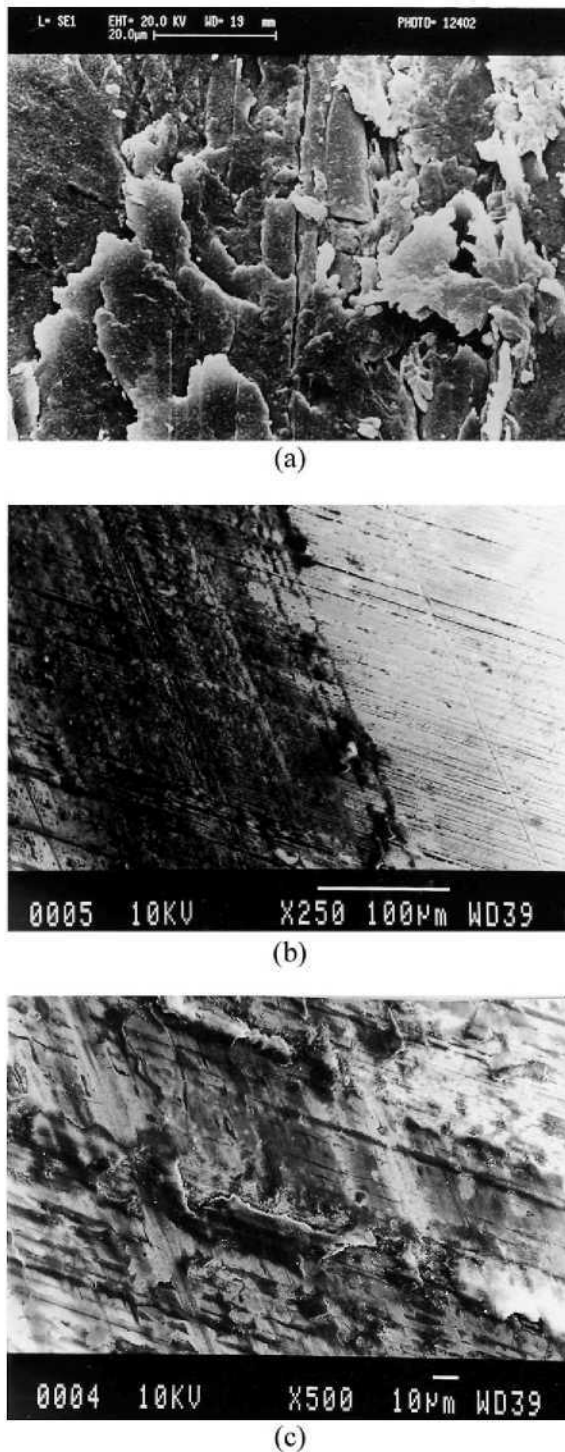 L= SE1 EHT= 20.0 KV WD= 19 mm PHOTO= 12402
20.0µm
(a)
0005 10KV X250 100µm WD39
(b)
0004 10KV X500 10µm WD39
(c)